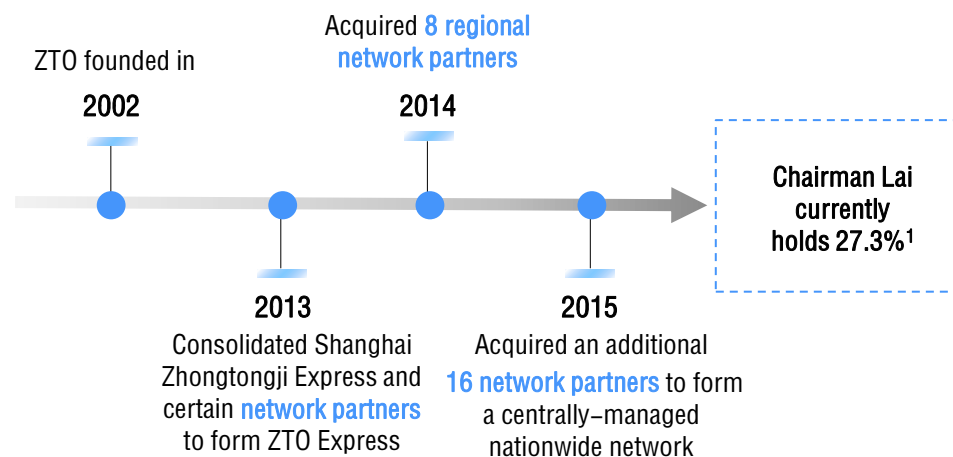 ZTO founded in
2002
Acquired 8 regional
network partners
2014
2013
Consolidated Shanghai
Zhongtongji Express and
certain network partners
to form ZTO Express
2015
Acquired an additional
16 network partners to form
a centrally–managed
nationwide network
Chairman Lai
currently
holds 27.3%1